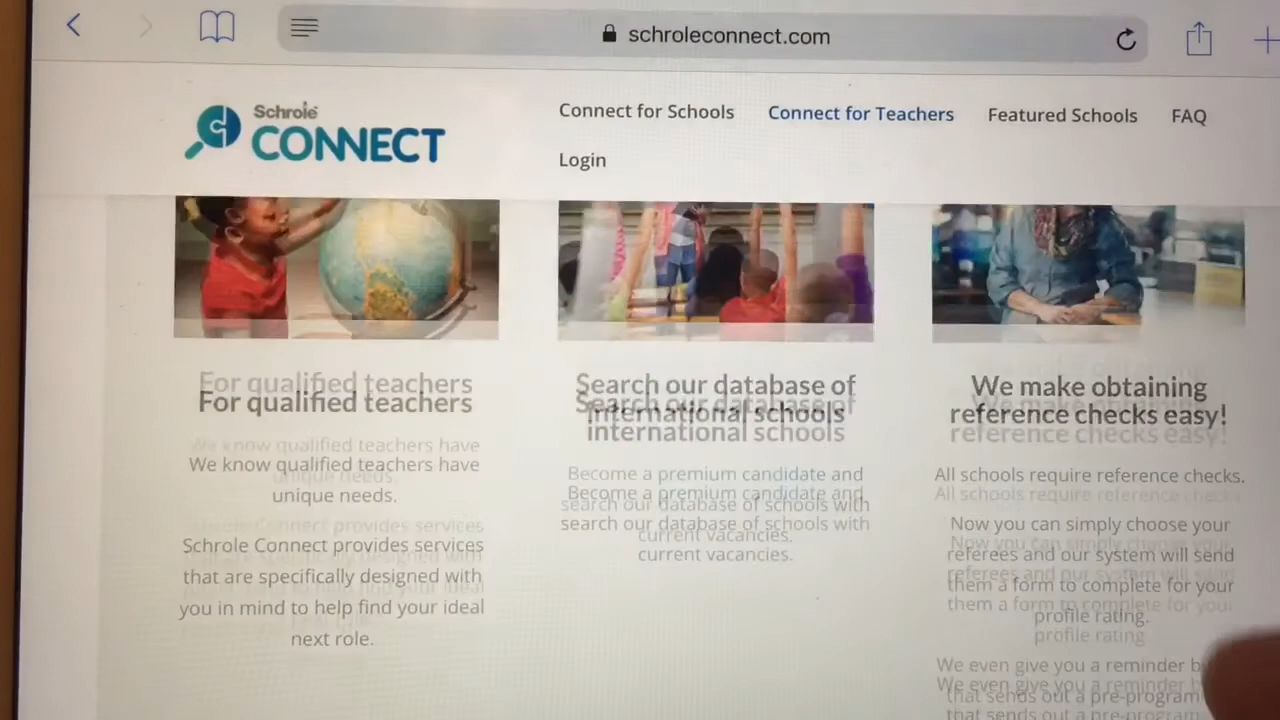 schroleconnect.com
Schrole
CONNECT
Connect for Schools
Connect for Teachers
Featured Schools
FAQ
Login
For qualified teachers
We know qualified teachers have
unique needs.
Schrole Connect provides services
that are specifically designed with
you in mind to help find your ideal
next role.
Search our database of
international schools
Become a premium candidate and
search our database of schools with
current vacancies.
We make obtaining
reference checks easy!
All schools require reference checks.
Now you can simply choose your
referees and our system will send
them a form to complete for your
profile rating.
We even give you a reminder
that sends out a pre-program